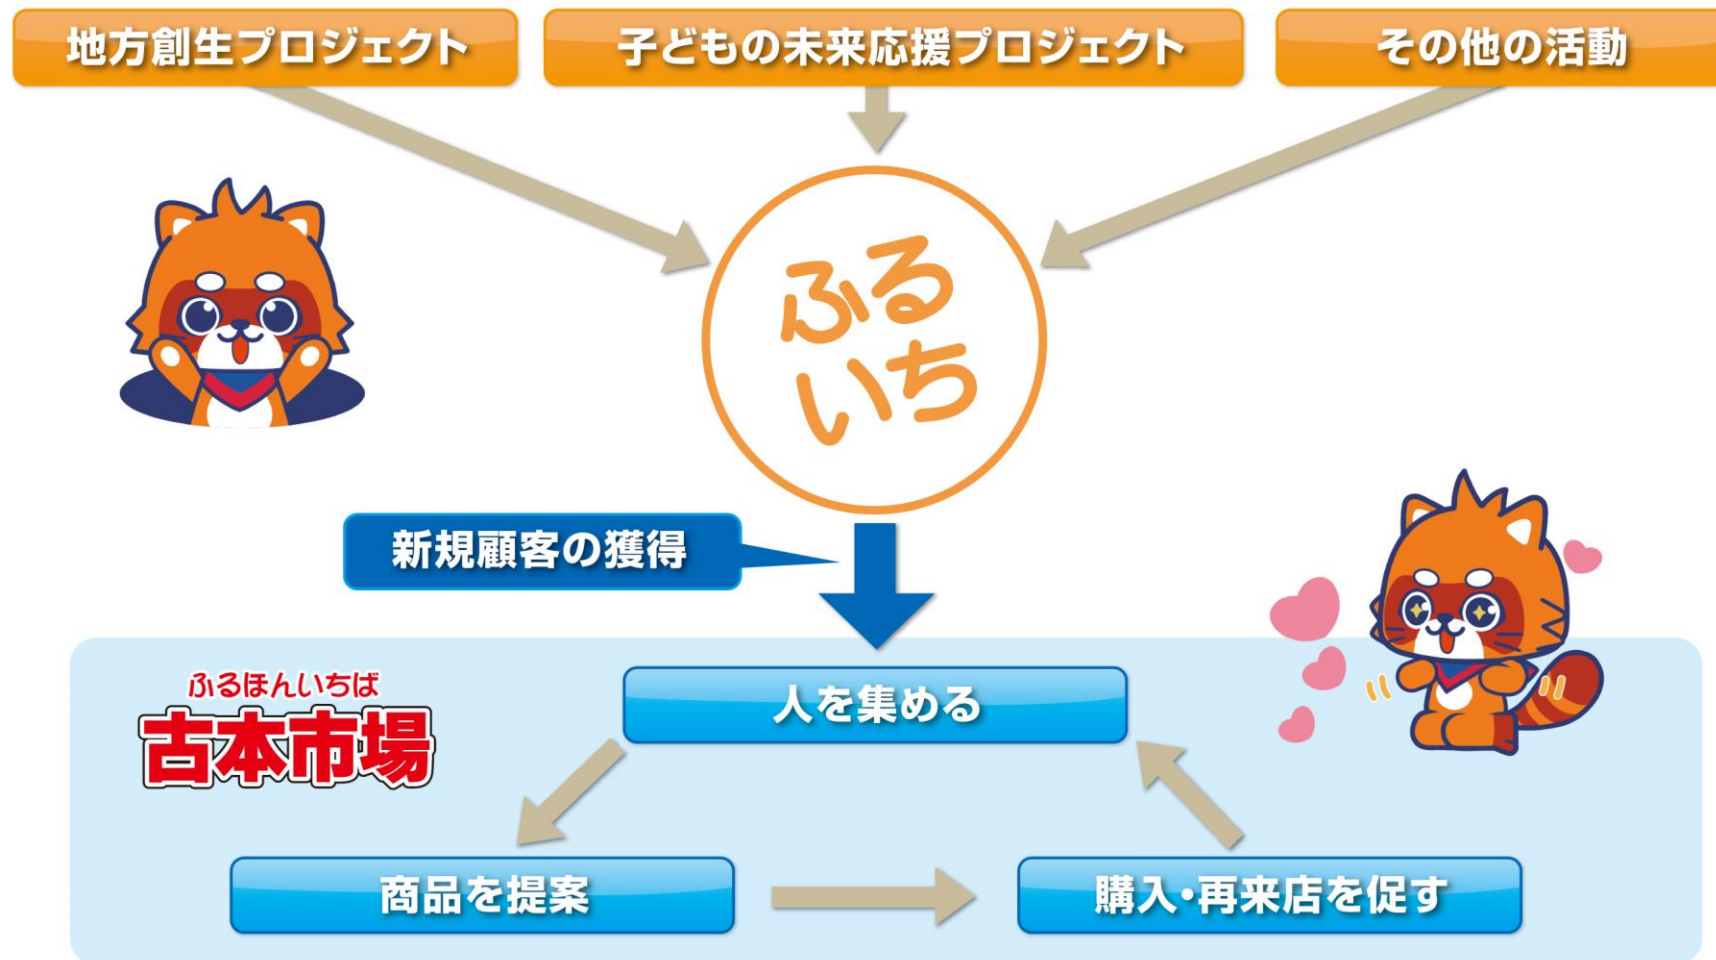 地方創生プロジェクト
子どもの未来応援プロジェクト
その他の活動
ふる
いち
新規顧客の獲得
ふるほんいちば
古本市場
人を集める
商品を提案
購入・再来店を促す